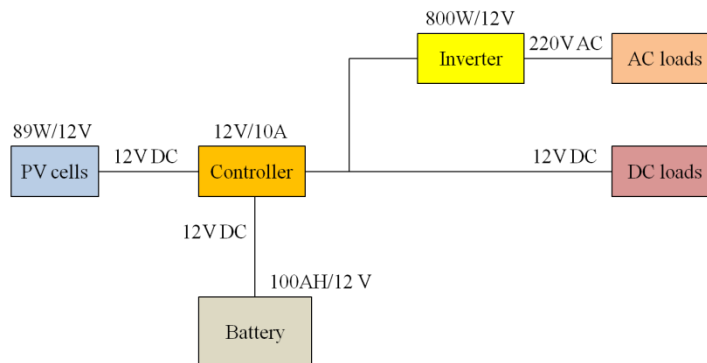 800W/12V
Inverter
220V AC
AC loads
89W/12V
12V DC
12V/10A
12V DC
PV cells
Controller
DC loads
12V DC
100AH/12 V
Battery